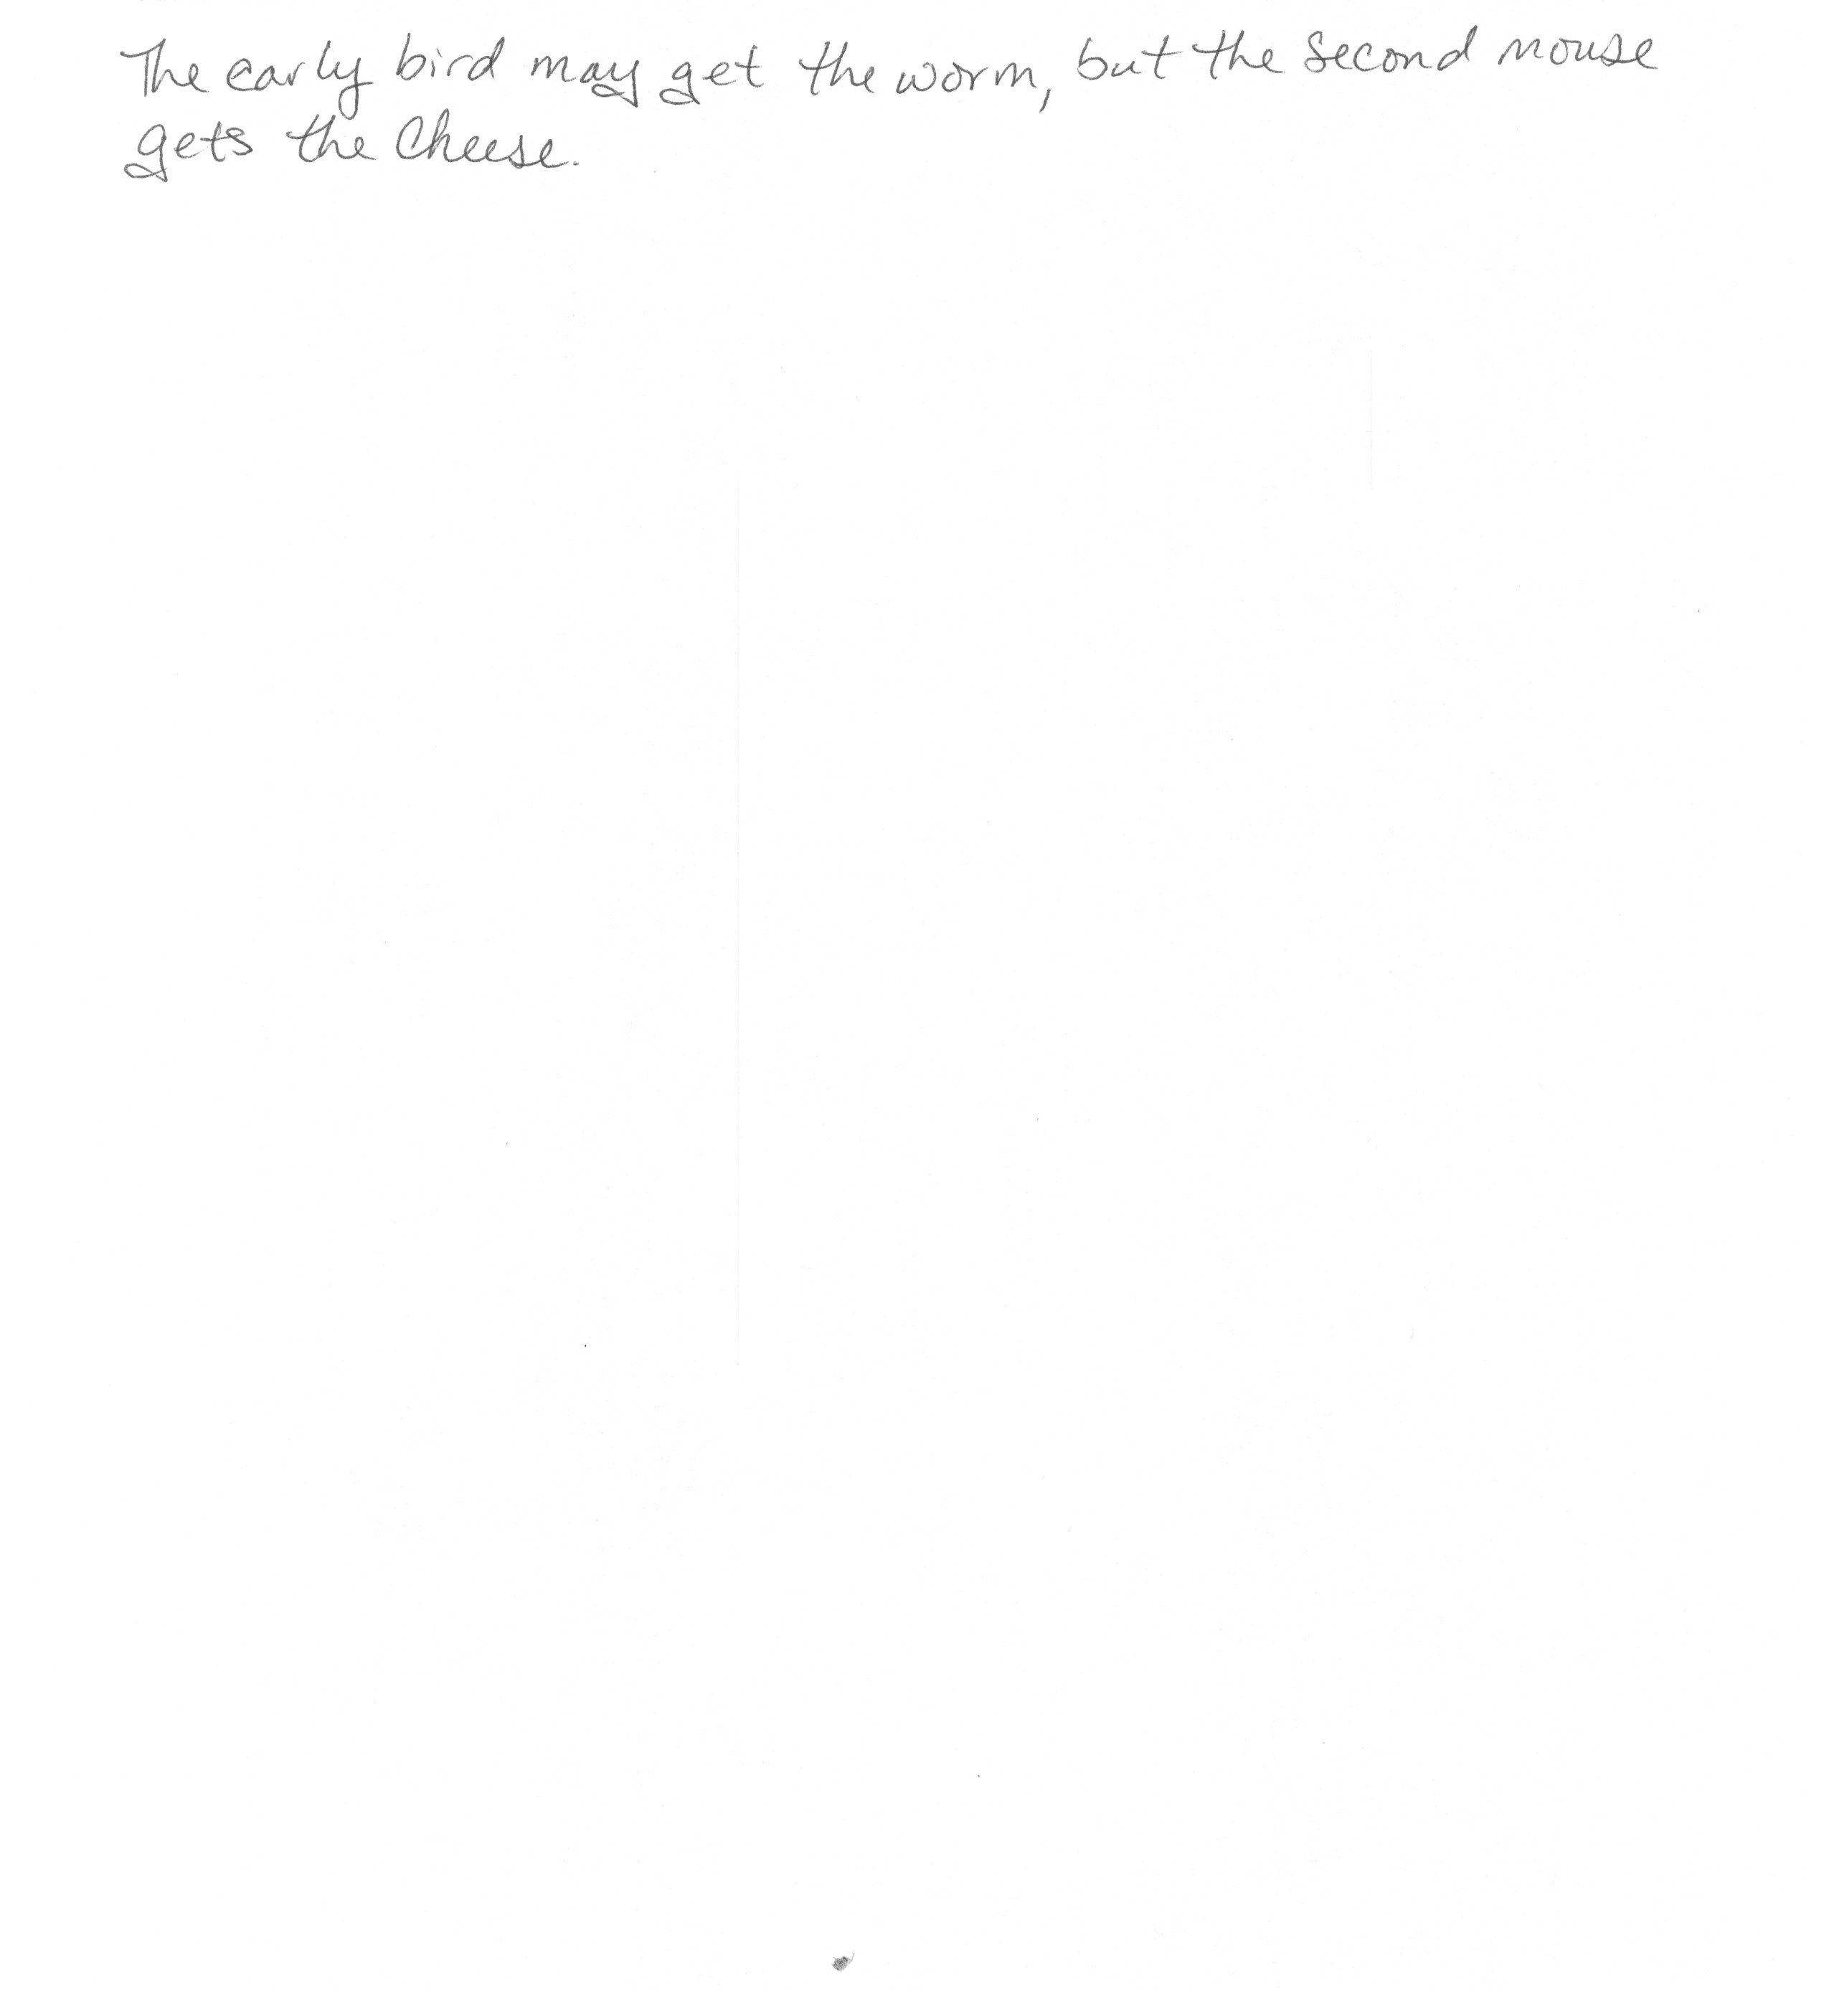 The early bird may get the worm, but the second mouse
gets the cheese.